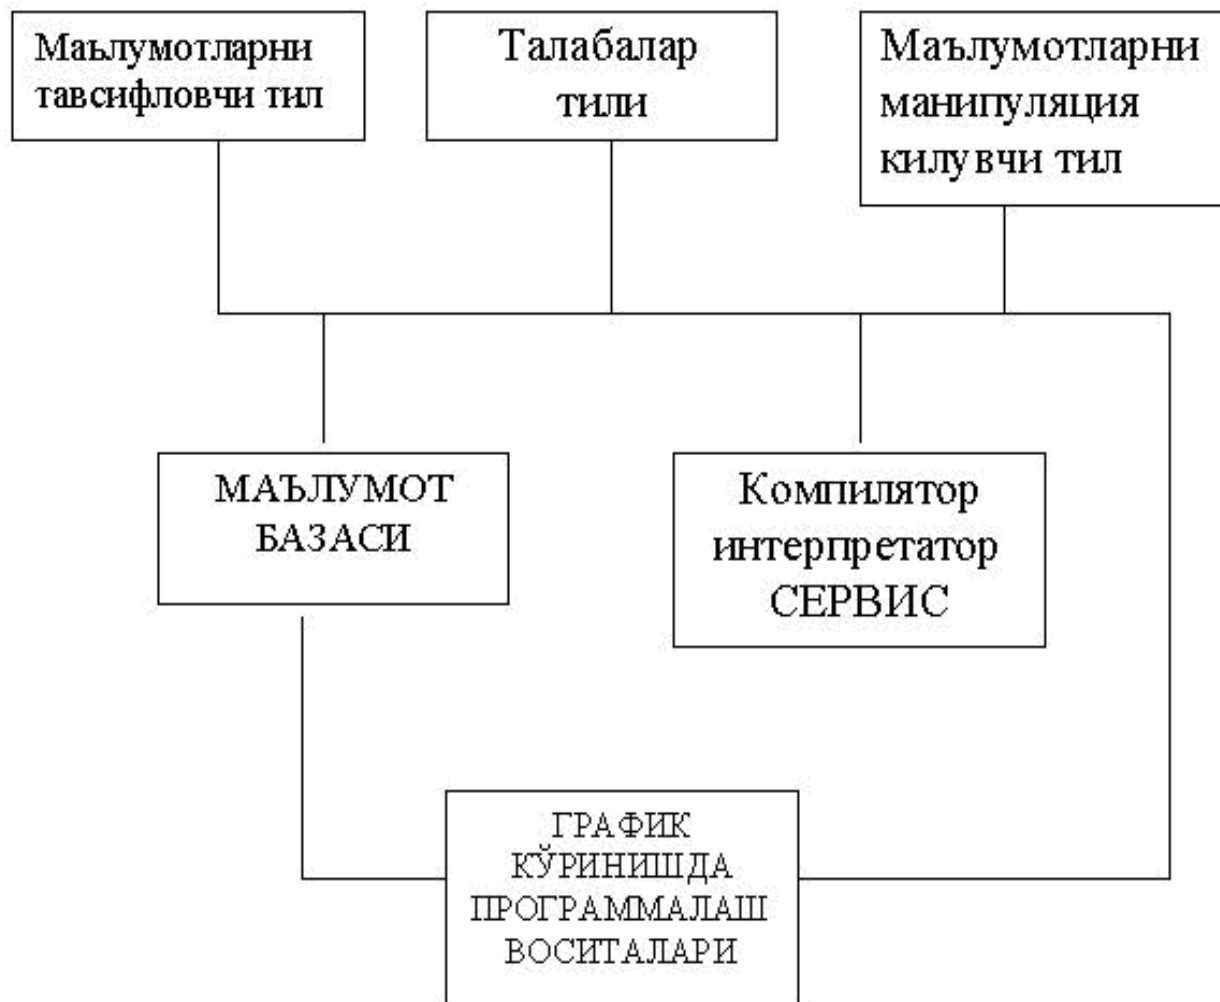 Маълумотларни
тавсифловчи тил
Талабалар
тили
Маълумотларни
манипуляция
килувчи тил
МАЪЛУМОТ
БАЗАСИ
Компилятор
интерпретатор
СЕРВИС
ГРАФИК
КЎРИНИШДА
ПРОГРАММАЛАШ
ВОСИТАЛАРИ